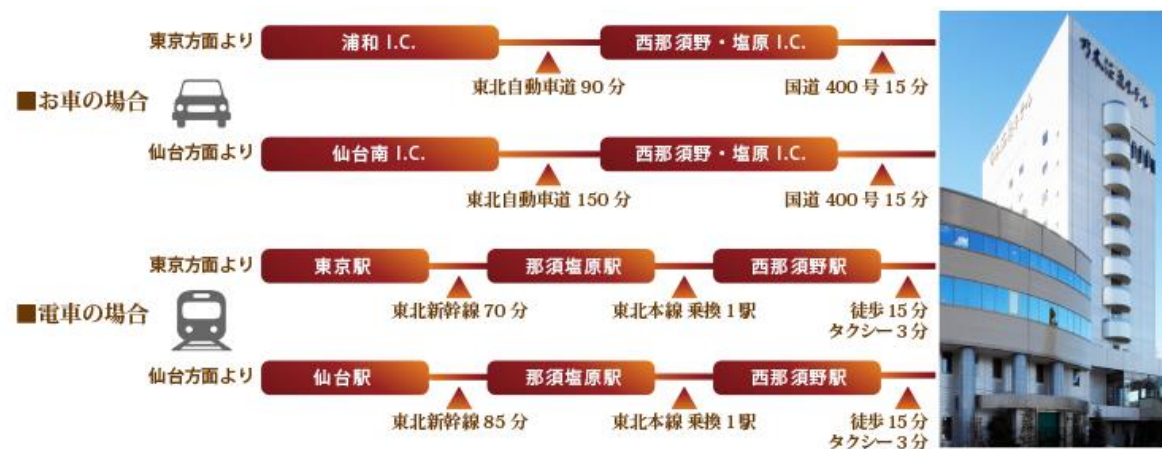 東京方面より
浦和 I.C.
西那須野・塩原 I.C.
東北自動車道 90 分
国道 400 号 15 分
■お車の場合
仙台方面より
仙台南 I.C.
西那須野・塩原 I.C.
東北自動車道 150 分
国道 400 号 15 分
東京方面より
東京駅
那須塩原駅
西那須野駅
東北新幹線 70 分
東北本線 乗換 1 駅
徒歩 15 分
タクシー 3 分
■電車の場合
仙台方面より
仙台駅
那須塩原駅
西那須野駅
東北新幹線 85 分
東北本線 乗換 1 駅
徒歩 15 分
タクシー 3 分
乃木温泉ホテル